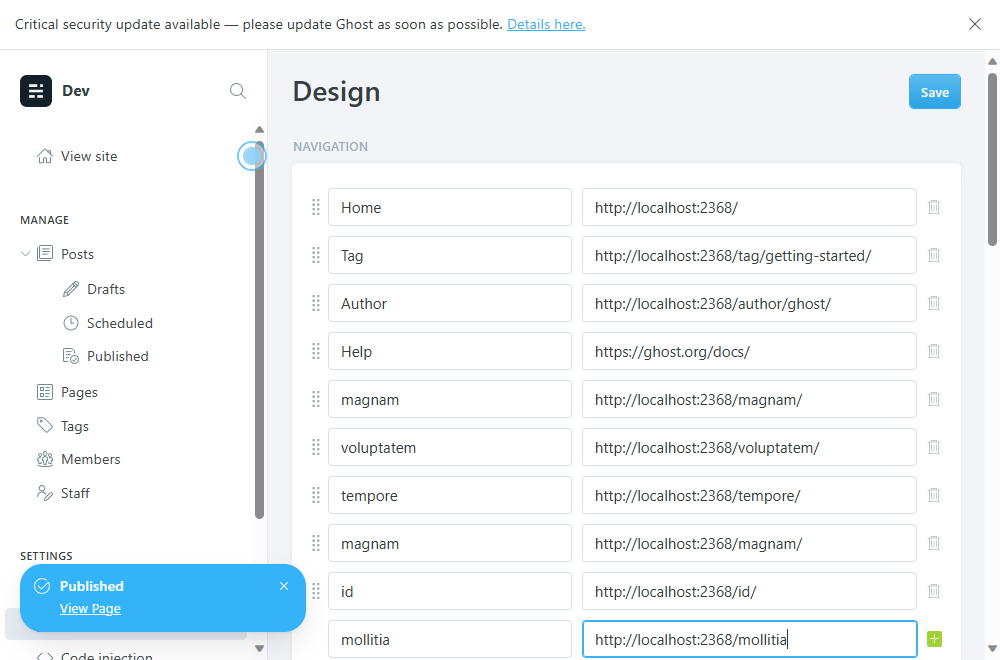 Critical security update available — please update Ghost as soon as possible. Details here.
Dev
View site
MANAGE
Posts
Drafts
Scheduled
Published
Pages
Tags
Members
Staff
SETTINGS
Code injection
Published
View Page
Design
Save
NAVIGATION
Home http://localhost:2368/
Tag http://localhost:2368/tag/getting-started/
Author http://localhost:2368/author/ghost/
Help https://ghost.org/docs/
magnam http://localhost:2368/magnam/
voluptatem http://localhost:2368/voluptatem/
tempore http://localhost:2368/tempore/
magnam http://localhost:2368/magnam/
id http://localhost:2368/id/
mollitia http://localhost:2368/mollitia